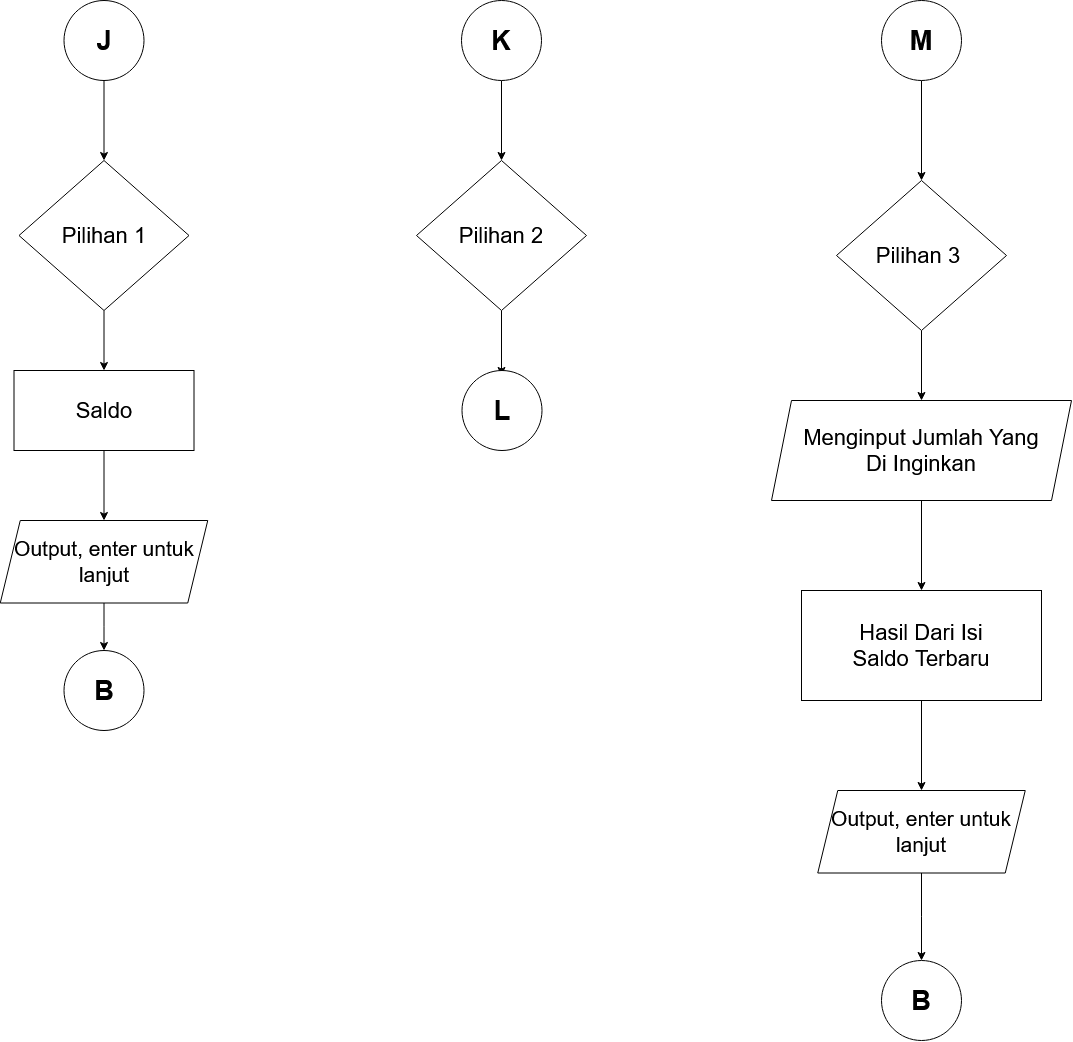 J
Pilihan 1
Saldo
Output, enter untuk
lanjut
B
K
Pilihan 2
L
M
Pilihan 3
Menginput Jumlah Yang
Di Inginkan
Hasil Dari Isi
Saldo Terbaru
Output, enter untuk
lanjut
B